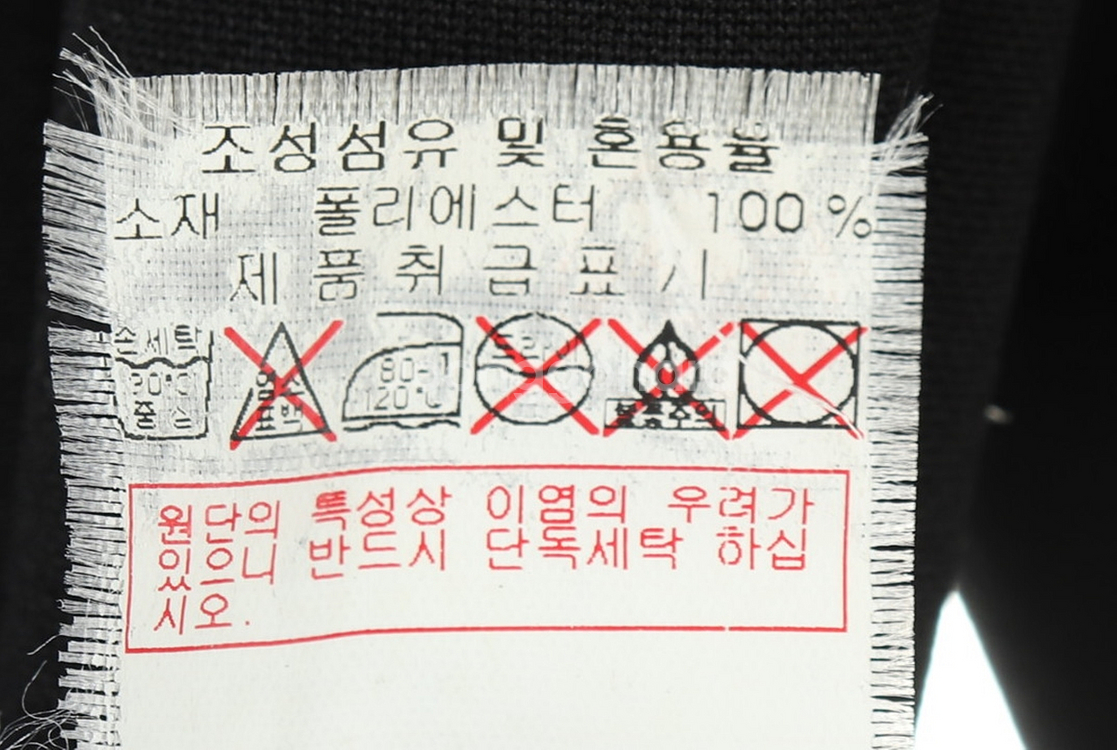 조성섬유 및 혼용율
소재 폴리에스터 100%
제품취급표시
손세탁
30°C
중성
염소
표백
80-1
120°C
드라이
불통주의
원단의 특성상 이염의 우려가
있으니 반드시 단독세탁 하십
시오.